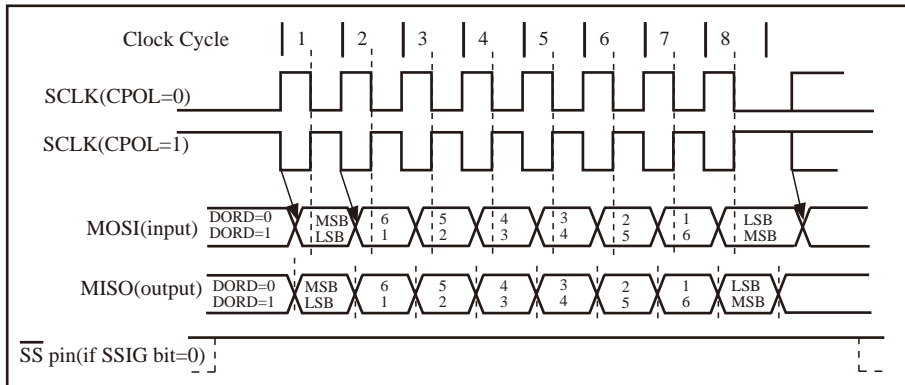 Clock Cycle 1 2 3 4 5 6 7 8
SCLK(CPOL=0)
SCLK(CPOL=1)
MOSI(input) DORD=0 MSB 6 5 4 3 2 1 LSB
DORD=1 LSB 1 2 3 4 5 6 MSB
MISO(output) DORD=0 MSB 6 5 4 3 2 1 LSB
DORD=1 LSB 1 2 3 4 5 6 MSB
SS pin(if SSIG bit=0)